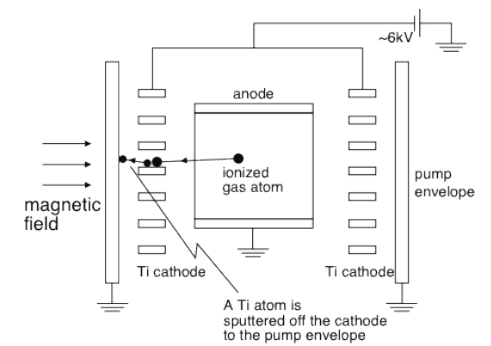 ~6kV
anode
ionized
gas atom
pump
envelope
magnetic
field
Ti cathode
Ti cathode
A Ti atom is
sputtered off the cathode
to the pump envelope